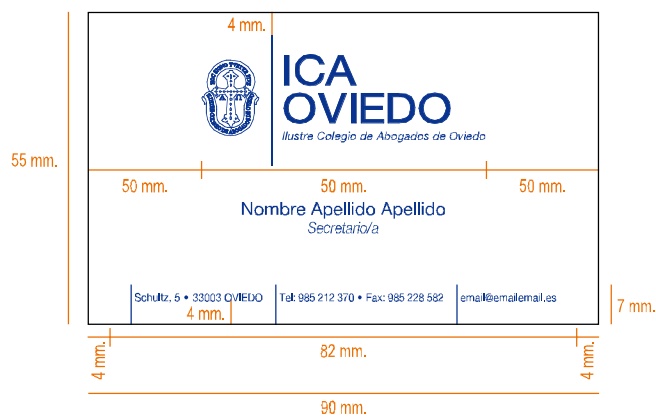 4 mm.
ICA
OVIEDO
Ilustre Colegio de Abogados de Oviedo
55 mm.
50 mm. 50 mm. 50 mm.
Nombre Apellido Apellido
Secretario/a
Schultz, 5 • 33003 OVIEDO Tel: 985 212 370 • Fax: 985 228 582 email@emailemail.es
4 mm. 7 mm.
4 mm. 82 mm. 4 mm.
90 mm.